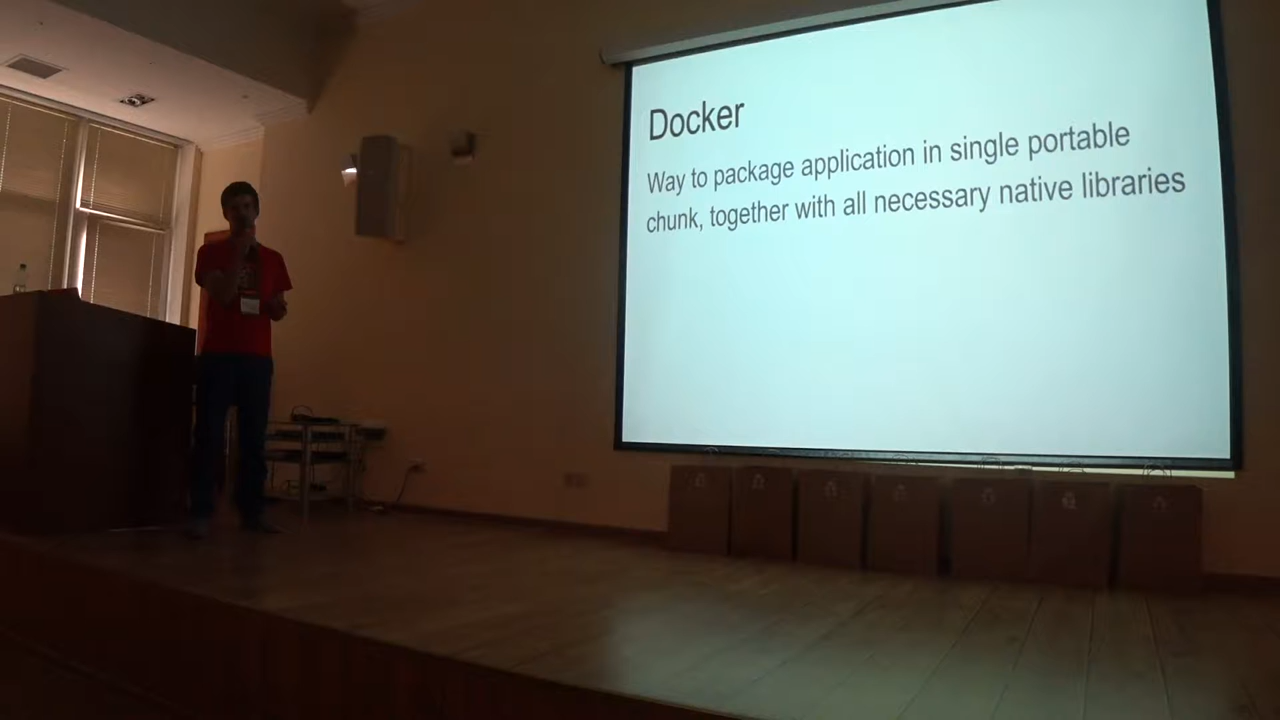 Docker
Way to package application in single portable
chunk, together with all necessary native libraries